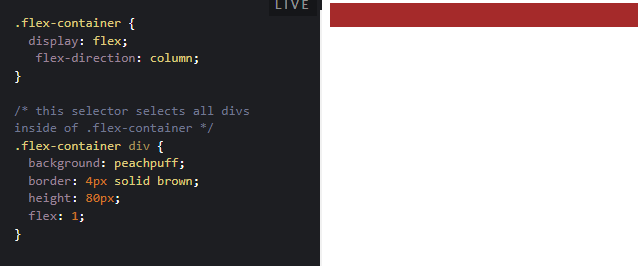 LIVE
.flex-container {
display: flex;
flex-direction: column;
}
/* this selector selects all divs
inside of .flex-container */
.flex-container div {
background: peachpuff;
border: 4px solid brown;
height: 80px;
flex: 1;
}